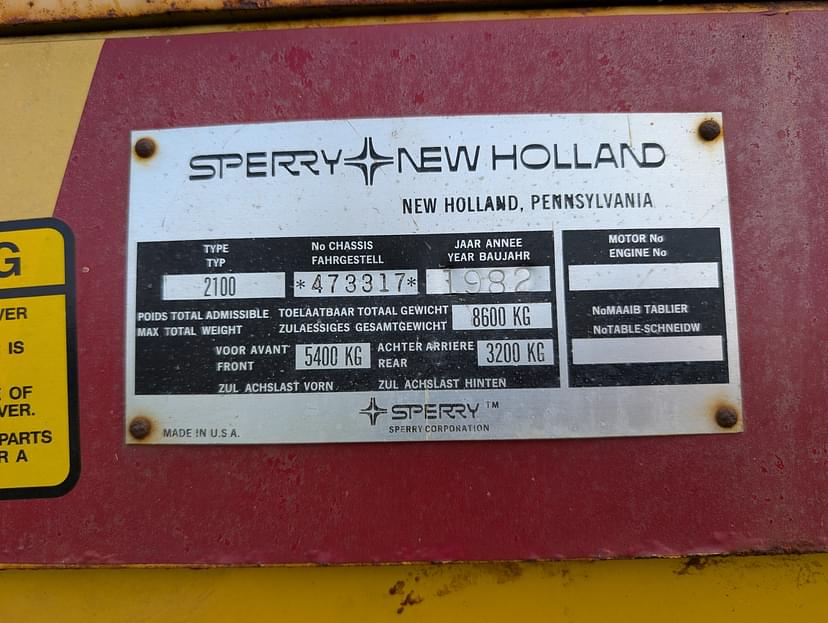 SPERRY NEW HOLLAND
NEW HOLLAND, PENNSYLVANIA
TYPE
TYP
2100
No CHASSIS
FAHRGESTELL
*473317*
JAAR ANNEE
YEAR BAUJAHR
1982
MOTOR No
ENGINE No
POIDS TOTAL ADMISSIBLE TOELAATBAAR TOTAAL GEWICHT
MAX TOTAL WEIGHT ZULAESSIGES GESAMTGEWICHT
8600 KG
NoMAAIB TABLIER
NoTABLE-SCHNEIDW
VOOR AVANT
FRONT
5400 KG
ACHTER ARRIERE
REAR
3200 KG
ZUL ACHSLAST VORN ZUL ACHSLAST HINTEN
SPERRY TM
SPERRY CORPORATION
MADE IN U.S.A.
G
VER
IS
OF
VER.
PARTS
R A